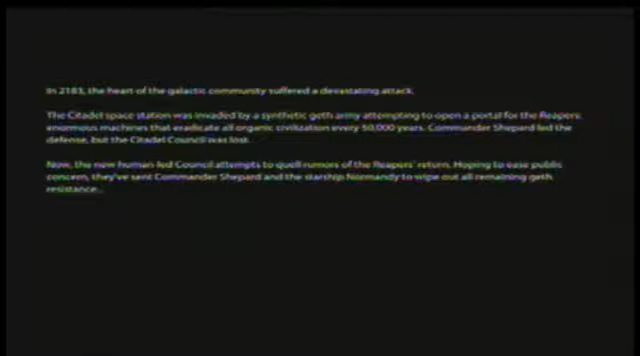 In 2183, the heart of the galactic community suffered a devastating attack.
The Citadel space station was invaded by a synthetic geth army attempting to open a portal for the Reapers:
enormous machines that eradicate all organic civilization every 50,000 years. Commander Shepard led the
defense, but the Citadel Council was lost.
Now, the new human-led Council attempts to quell rumors of the Reapers' return. Hoping to ease public
concern, they've sent Commander Shepard and the starship Normandy to wipe out all remaining geth
resistance...